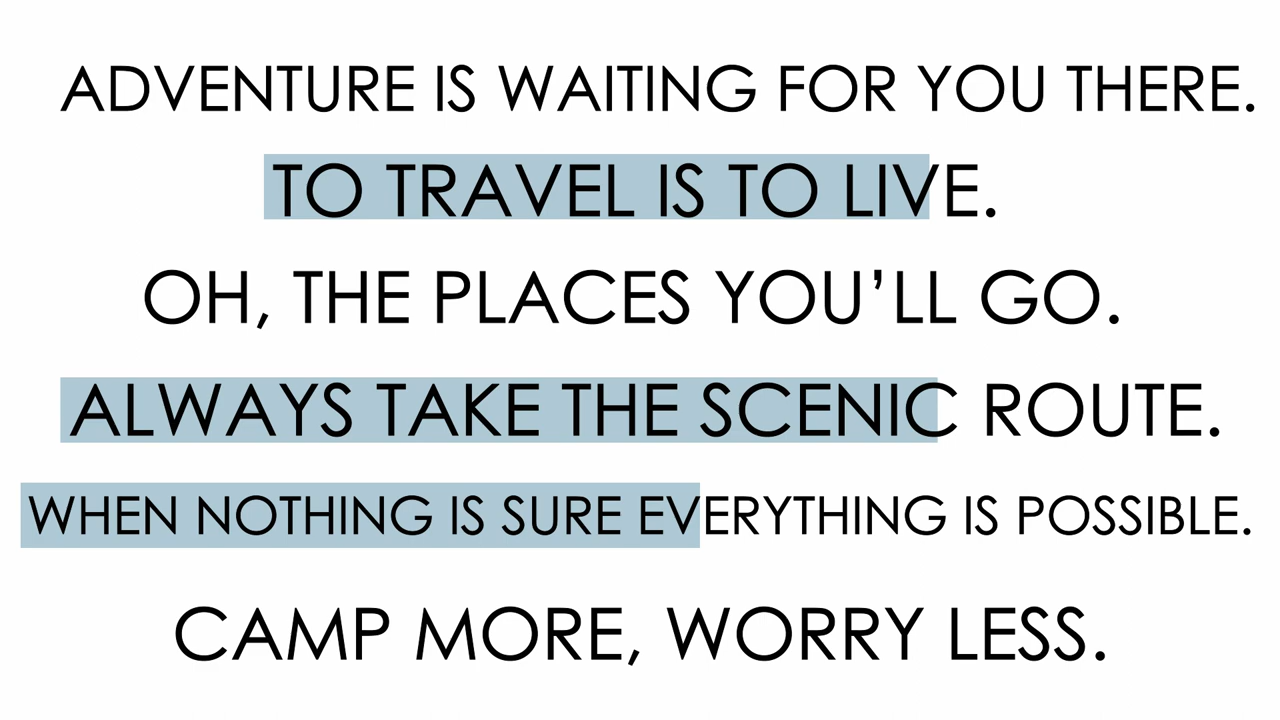 ADVENTURE IS WAITING FOR YOU THERE.
TO TRAVEL IS TO LIVE.
OH, THE PLACES YOU’LL GO.
ALWAYS TAKE THE SCENIC ROUTE.
WHEN NOTHING IS SURE EVERYTHING IS POSSIBLE.
CAMP MORE, WORRY LESS.